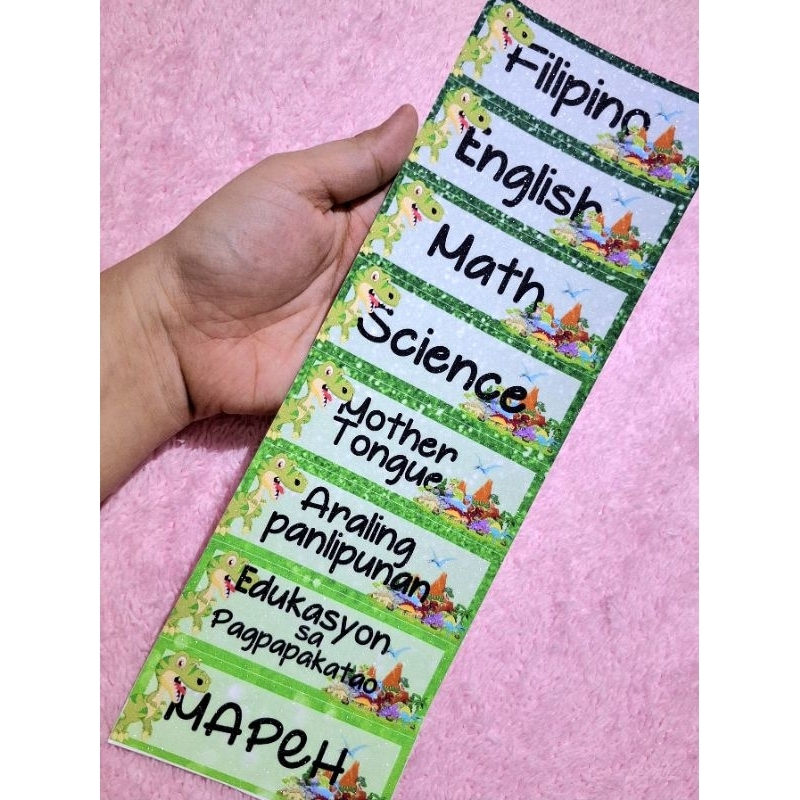 Filipino
English
Math
Science
Mother
Tongue
Araling
panlipunan
Edukasyon
sa
Pagpapakatao
MAPEH